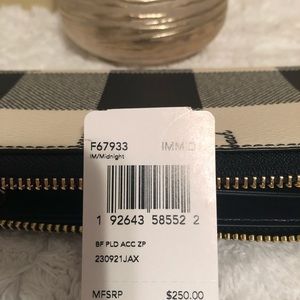 F67933 IMMID
IM/Midnight
1 92643 58552 2
BF PLD ACC ZP
230921JAX
MFSRP $250.00